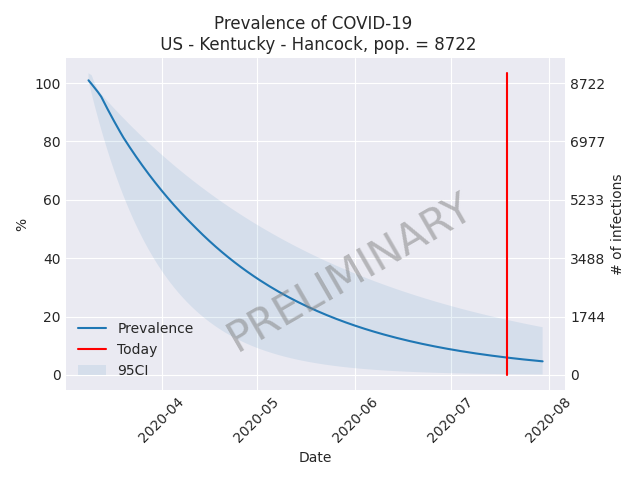 Prevalence of COVID-19
US - Kentucky - Hancock, pop. = 8722
100
80
60
40
20
0
%
8722
6977
5233
3488
1744
0
# of infections
PRELIMINARY
Prevalence
Today
95CI
2020-04
2020-05
2020-06
2020-07
2020-08
Date